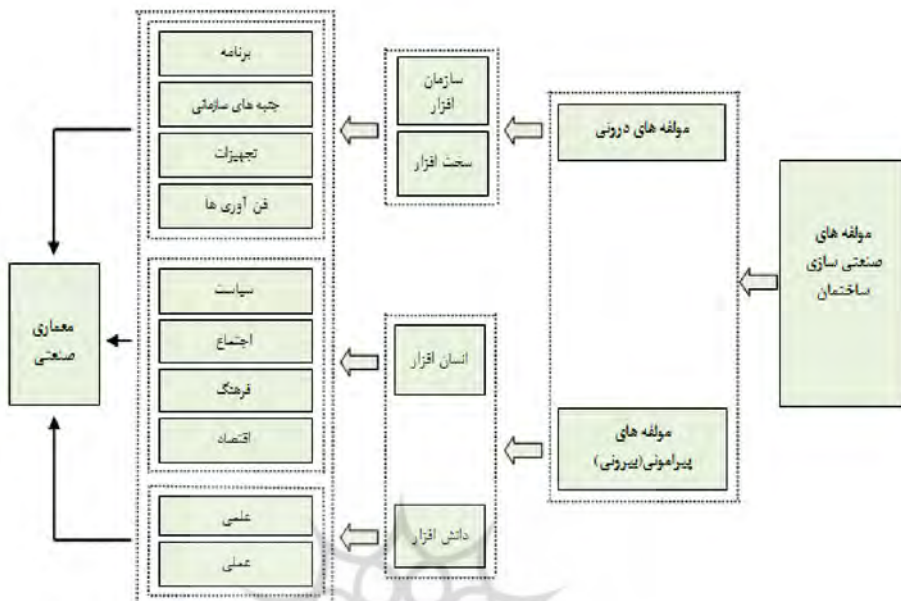 مولفه های
صنعتی سازی
ساختمان
مولفه های درونی
مولفه های
پیرامونی(بیرونی)
سازمان
افزار
سخت افزار
انسان افزار
دانش افزار
برنامه
جنبه های سازمانی
تجهیزات
فن آوری ها
سیاست
اجتماع
فرهنگ
اقتصاد
علمی
عملی
معماری
صنعتی